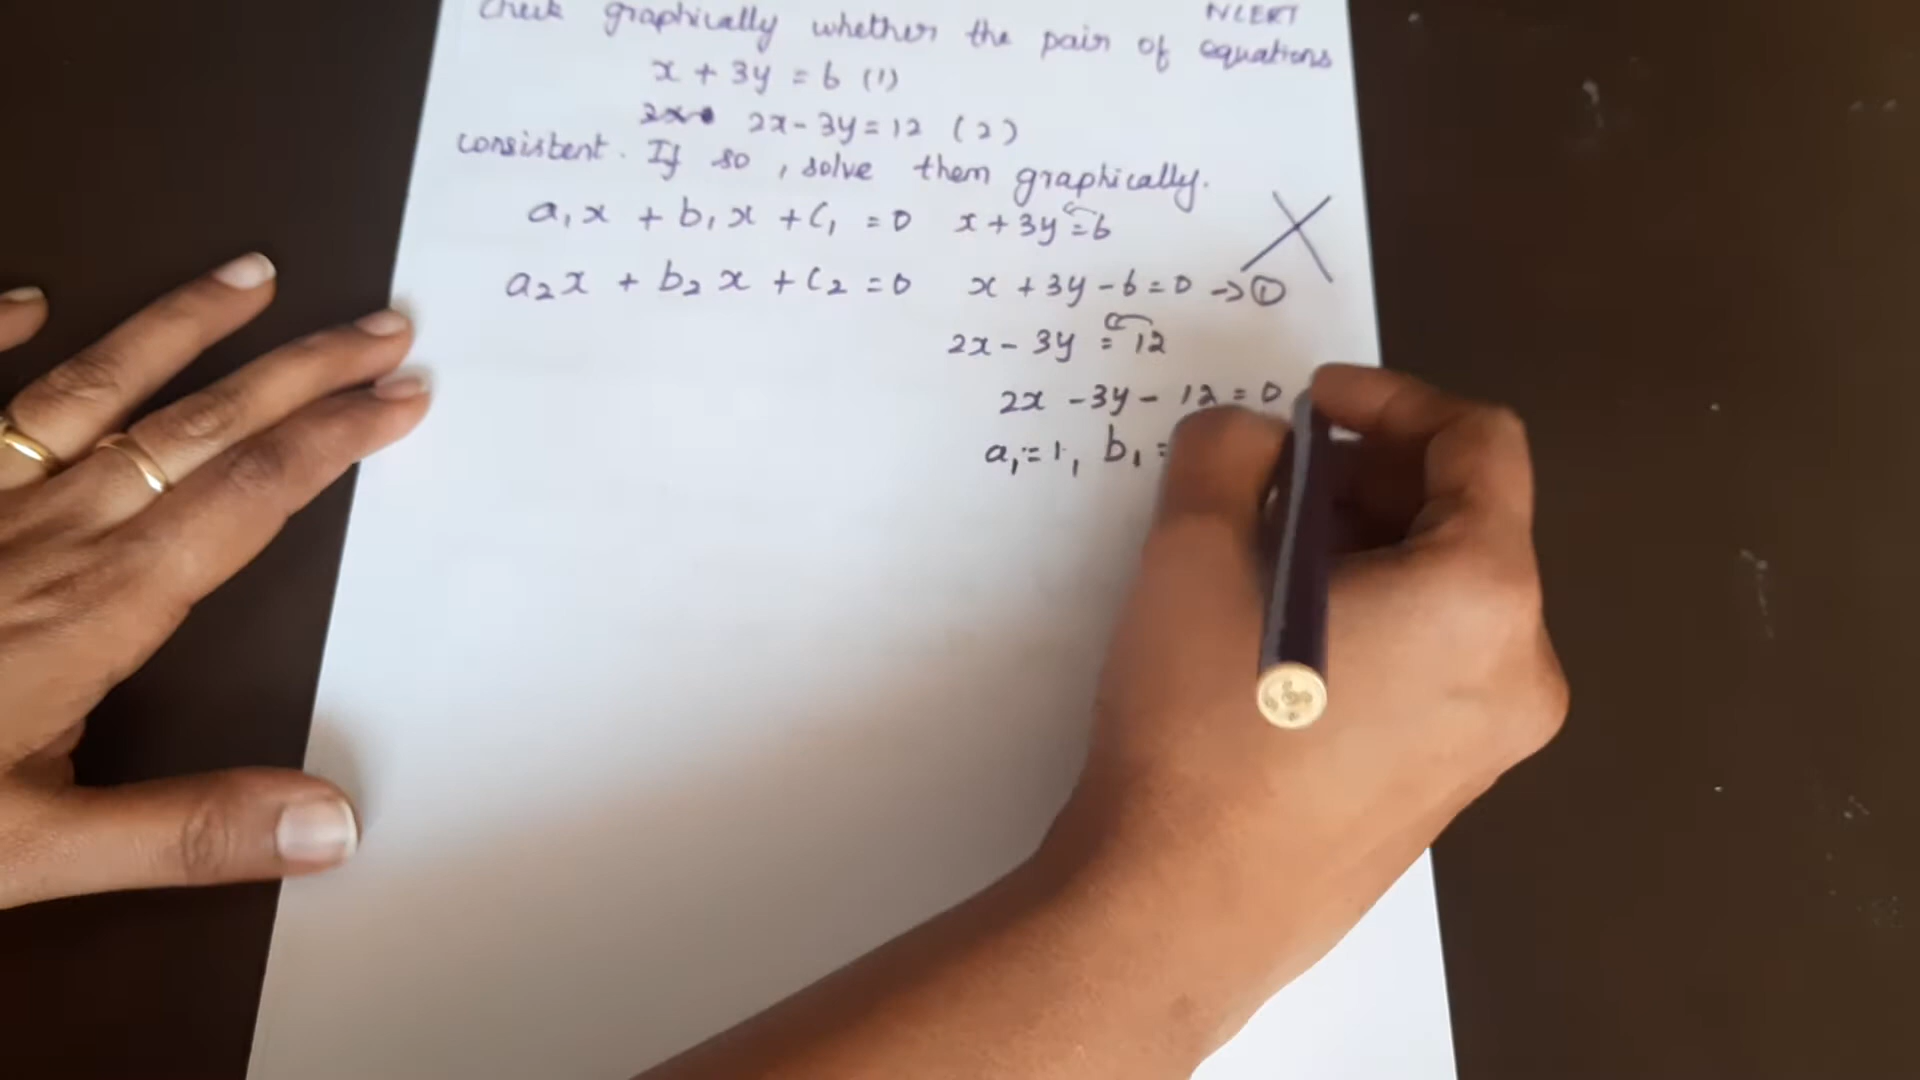 NCERT
Check graphically whether the pair of equations
x + 3y = 6 (1)
2x - 3y = 12 (2)
consistent. If so, solve them graphically.
a₁x + b₁x + C₁ = 0 x + 3y = 6
a₂x + b₂x + C₂ = 0 x + 3y - 6 = 0 → ①
2x - 3y = 12
2x - 3y - 12 = 0
a₁ = 1, b₁ =